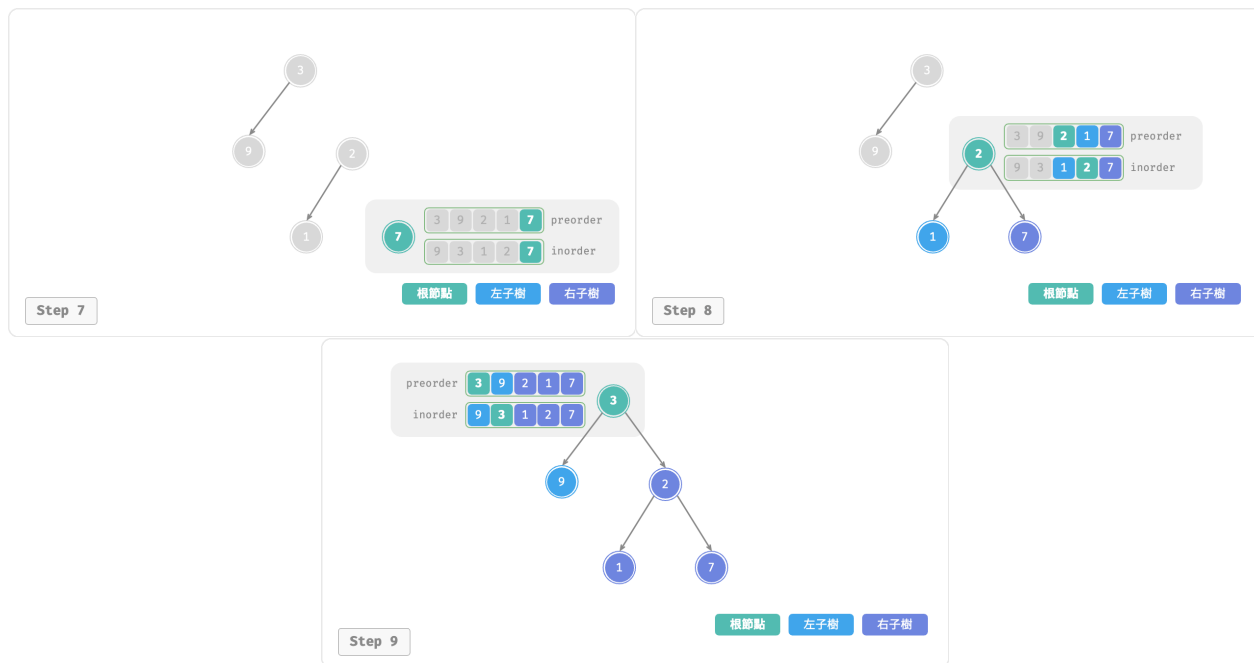 3
9
2
1
7
3 9 2 1 7 preorder
9 3 1 2 7 inorder
根節點 左子樹 右子樹
Step 7
3
9
2
3 9 2 1 7 preorder
9 3 1 2 7 inorder
1
7
根節點 左子樹 右子樹
Step 8
preorder 3 9 2 1 7
inorder 9 3 1 2 7
3
9
2
1
7
根節點 左子樹 右子樹
Step 9